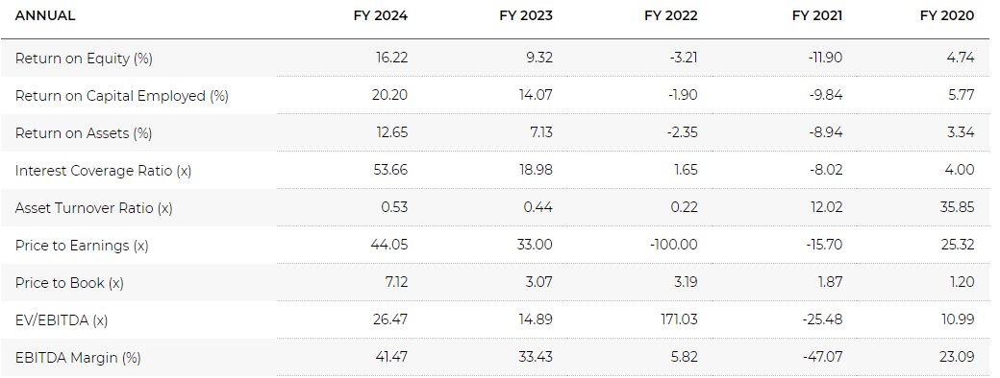 ANNUAL FY 2024 FY 2023 FY 2022 FY 2021 FY 2020
Return on Equity (%) 16.22 9.32 -3.21 -11.90 4.74
Return on Capital Employed (%) 20.20 14.07 -1.90 -9.84 5.77
Return on Assets (%) 12.65 7.13 -2.35 -8.94 3.34
Interest Coverage Ratio (x) 53.66 18.98 1.65 -8.02 4.00
Asset Turnover Ratio (x) 0.53 0.44 0.22 12.02 35.85
Price to Earnings (x) 44.05 33.00 -100.00 -15.70 25.32
Price to Book (x) 7.12 3.07 3.19 1.87 1.20
EV/EBITDA (x) 26.47 14.89 171.03 -25.48 10.99
EBITDA Margin (%) 41.47 33.43 5.82 -47.07 23.09